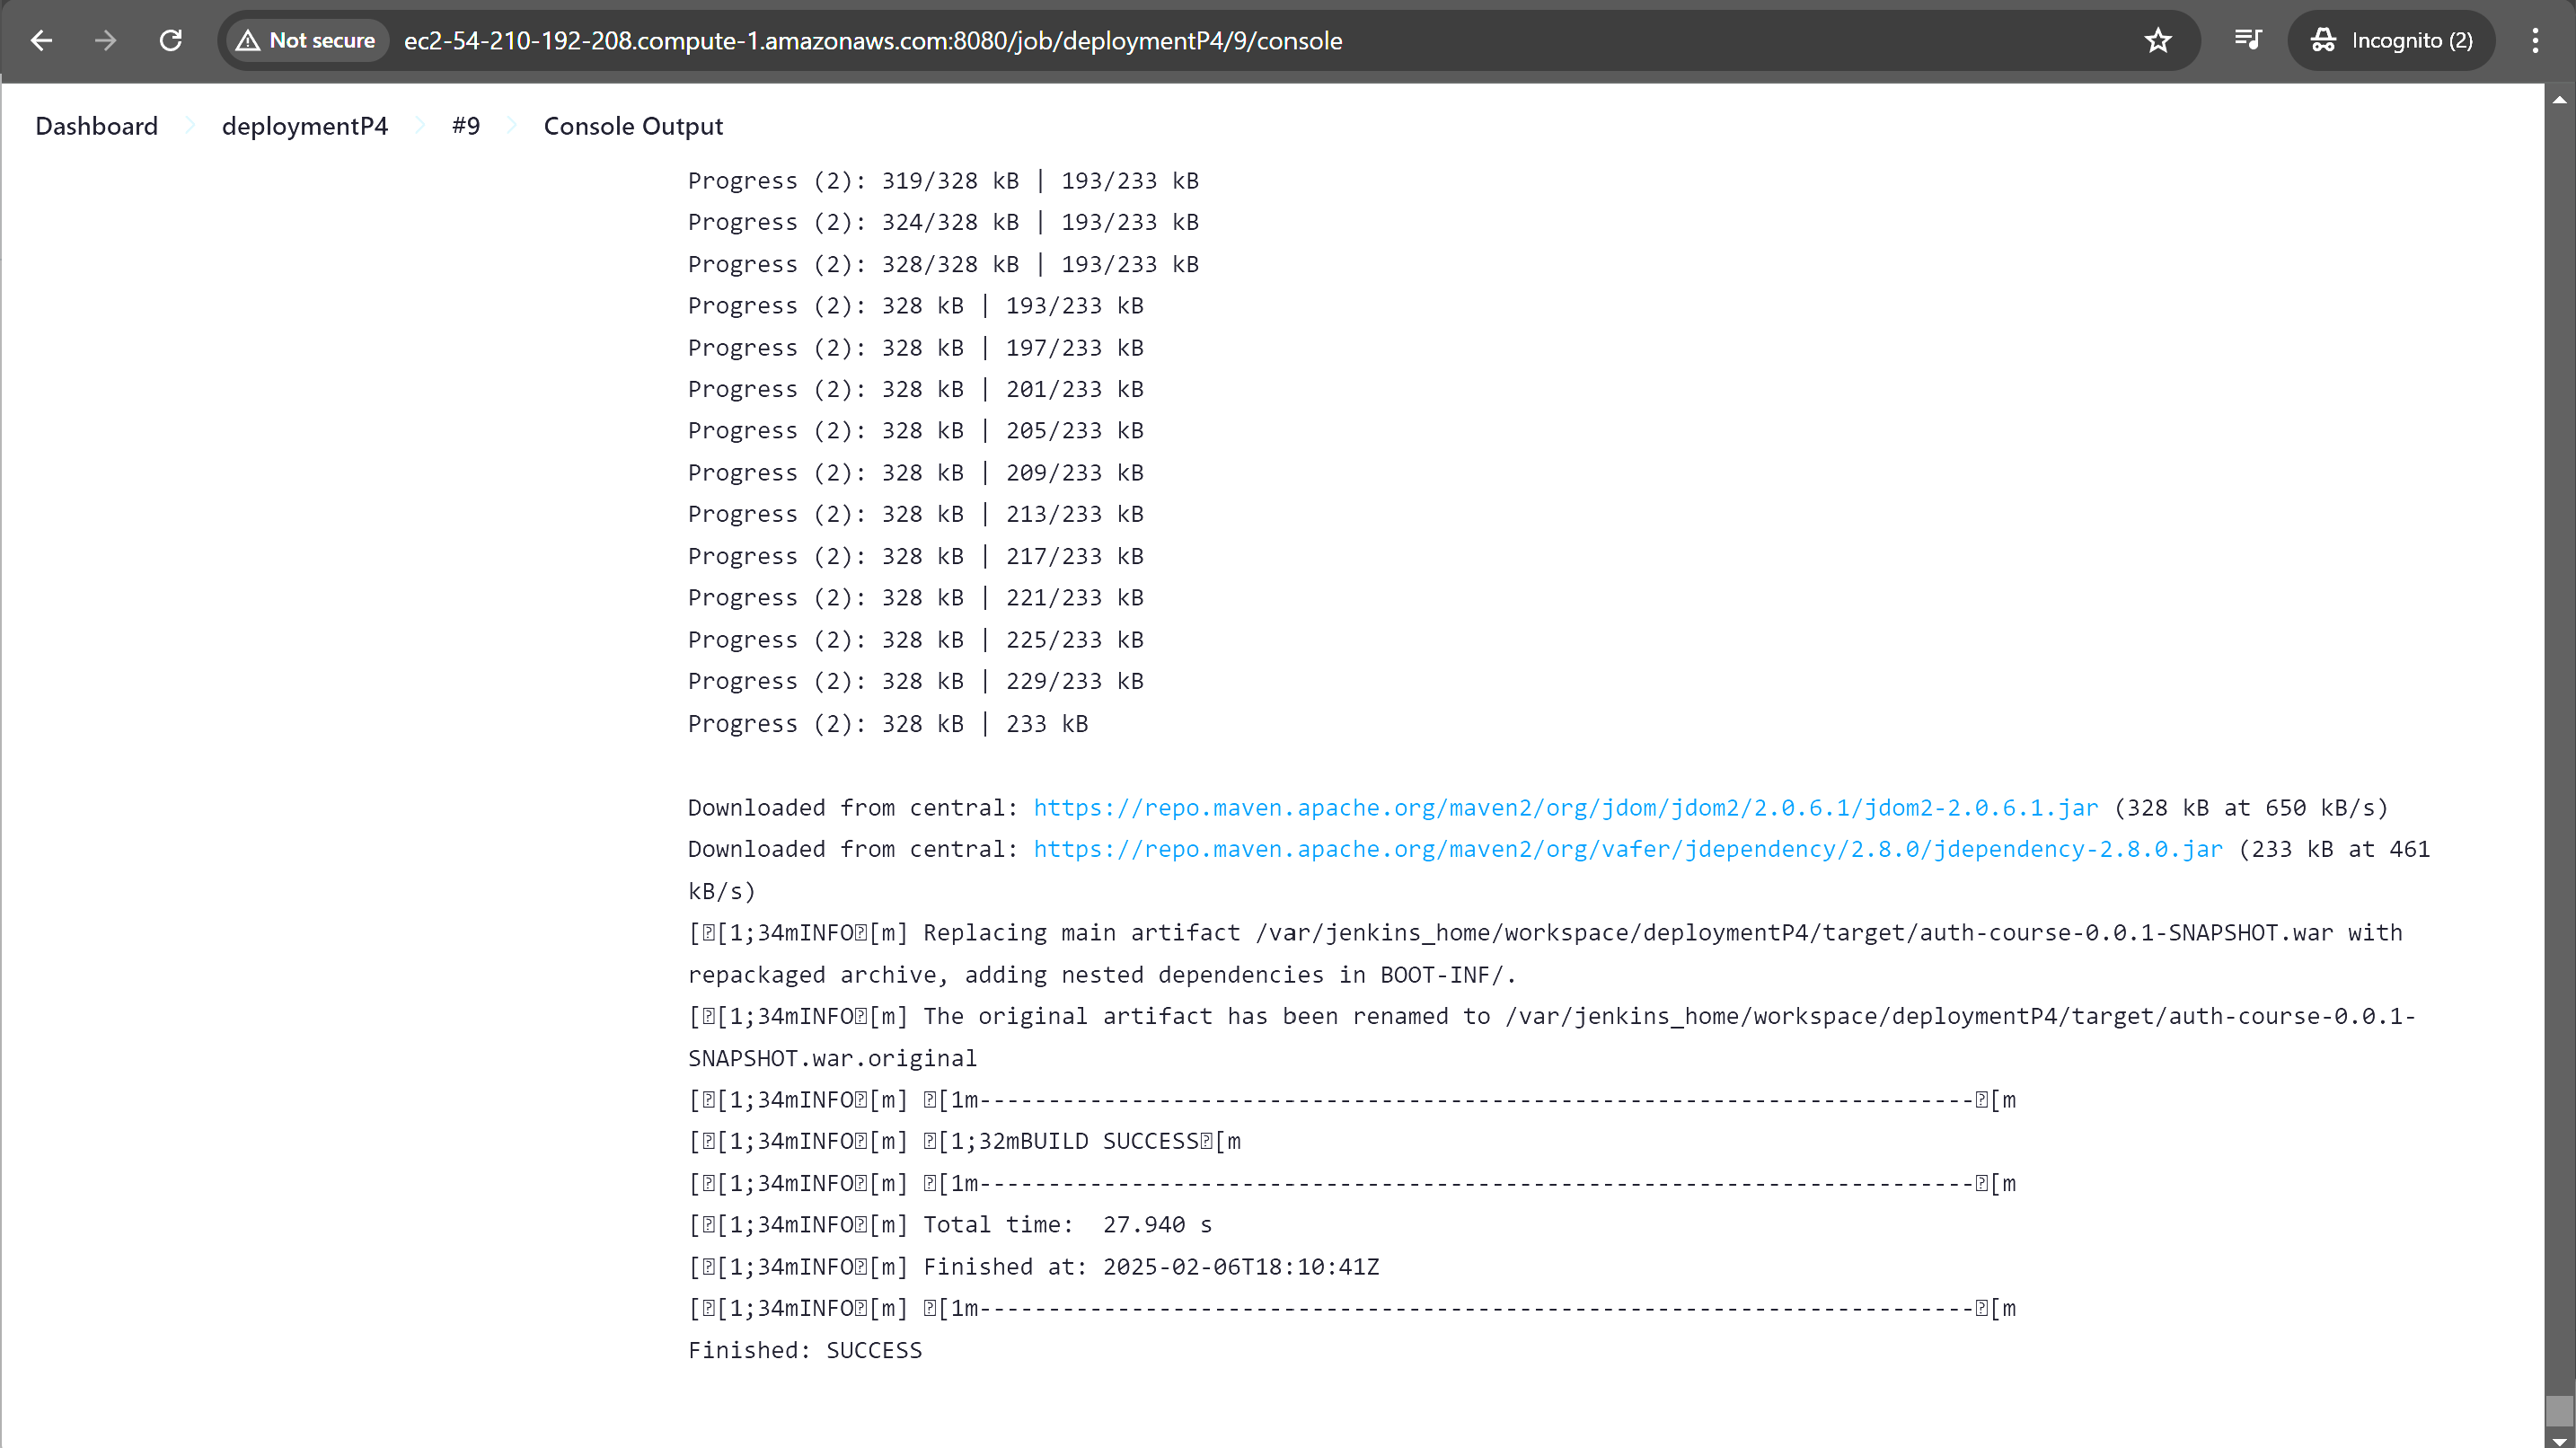 Not secure
ec2-54-210-192-208.compute-1.amazonaws.com:8080/job/deploymentP4/9/console
Incognito (2)
Dashboard
deploymentP4
#9
Console Output
Progress (2): 319/328 kB | 193/233 kB
Progress (2): 324/328 kB | 193/233 kB
Progress (2): 328/328 kB | 193/233 kB
Progress (2): 328 kB | 193/233 kB
Progress (2): 328 kB | 197/233 kB
Progress (2): 328 kB | 201/233 kB
Progress (2): 328 kB | 205/233 kB
Progress (2): 328 kB | 209/233 kB
Progress (2): 328 kB | 213/233 kB
Progress (2): 328 kB | 217/233 kB
Progress (2): 328 kB | 221/233 kB
Progress (2): 328 kB | 225/233 kB
Progress (2): 328 kB | 229/233 kB
Progress (2): 328 kB | 233 kB
Downloaded from central: https://repo.maven.apache.org/maven2/org/jdom/jdom2/2.0.6.1/jdom2-2.0.6.1.jar (328 kB at 650 kB/s)
Downloaded from central: https://repo.maven.apache.org/maven2/org/vafer/jdependency/2.8.0/jdependency-2.8.0.jar (233 kB at 461
kB/s)
[⍰[1;34mINFO⍰[m] Replacing main artifact /var/jenkins_home/workspace/deploymentP4/target/auth-course-0.0.1-SNAPSHOT.war with
repackaged archive, adding nested dependencies in BOOT-INF/.
[⍰[1;34mINFO⍰[m] The original artifact has been renamed to /var/jenkins_home/workspace/deploymentP4/target/auth-course-0.0.1-
SNAPSHOT.war.original
[⍰[1;34mINFO⍰[m] ⍰[1m------------------------------------------------------------------------⍰[m
[⍰[1;34mINFO⍰[m] ⍰[1;32mBUILD SUCCESS⍰[m
[⍰[1;34mINFO⍰[m] ⍰[1m------------------------------------------------------------------------⍰[m
[⍰[1;34mINFO⍰[m] Total time:  27.940 s
[⍰[1;34mINFO⍰[m] Finished at: 2025-02-06T18:10:41Z
[⍰[1;34mINFO⍰[m] ⍰[1m------------------------------------------------------------------------⍰[m
Finished: SUCCESS